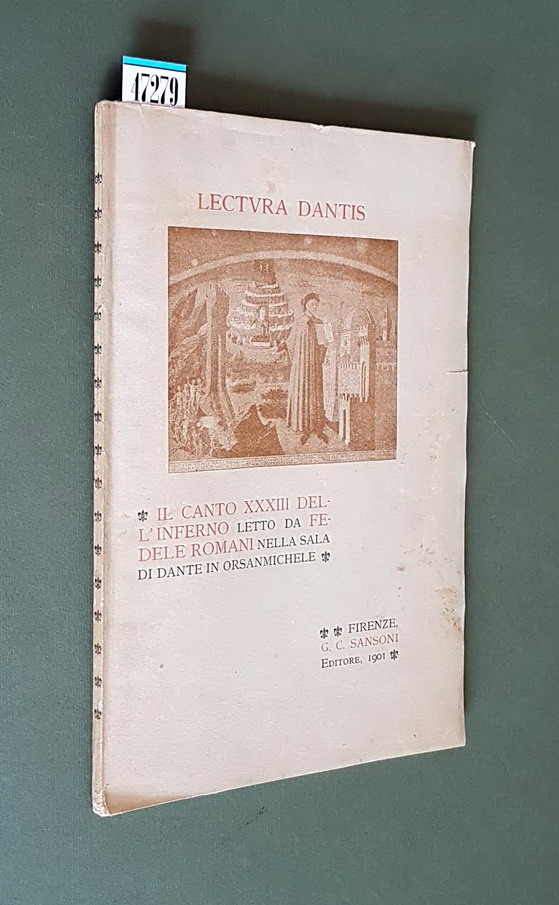 47279
LECTVRA DANTIS
IL CANTO XXXIII DEL-
L'INFERNO LETTO DA FE-
DELE ROMANI NELLA SALA
DI DANTE IN ORSANMICHELE
FIRENZE,
G. C. SANSONI
EDITORE, 1901